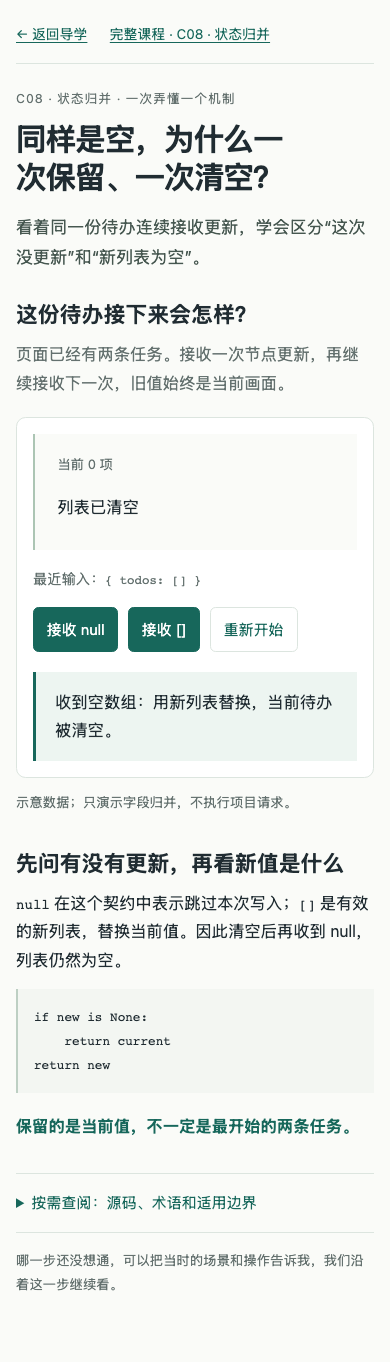 ← 返回导学 完整课程 · C08 · 状态归并
C08 · 状态归并 · 一次弄懂一个机制
同样是空，为什么一
次保留、一次清空？
看着同一份待办连续接收更新，学会区分“这次
没更新”和“新列表为空”。
这份待办接下来会怎样？
页面已经有两条任务。接收一次节点更新，再继
续接收下一次，旧值始终是当前画面。
当前 0 项
列表已清空
最近输入：{ todos: [] }
接收 null 接收 [] 重新开始
收到空数组：用新列表替换，当前待办
被清空。
示意数据；只演示字段归并，不执行项目请求。
先问有没有更新，再看新值是什么
null 在这个契约中表示跳过本次写入；[] 是有效
的新列表，替换当前值。因此清空后再收到 null，
列表仍然为空。
if new is None:
    return current
return new
保留的是当前值，不一定是最开始的两条任务。
▶ 按需查阅：源码、术语和适用边界
哪一步还没想通，可以把当时的场景和操作告诉我，我们沿
着这一步继续看。